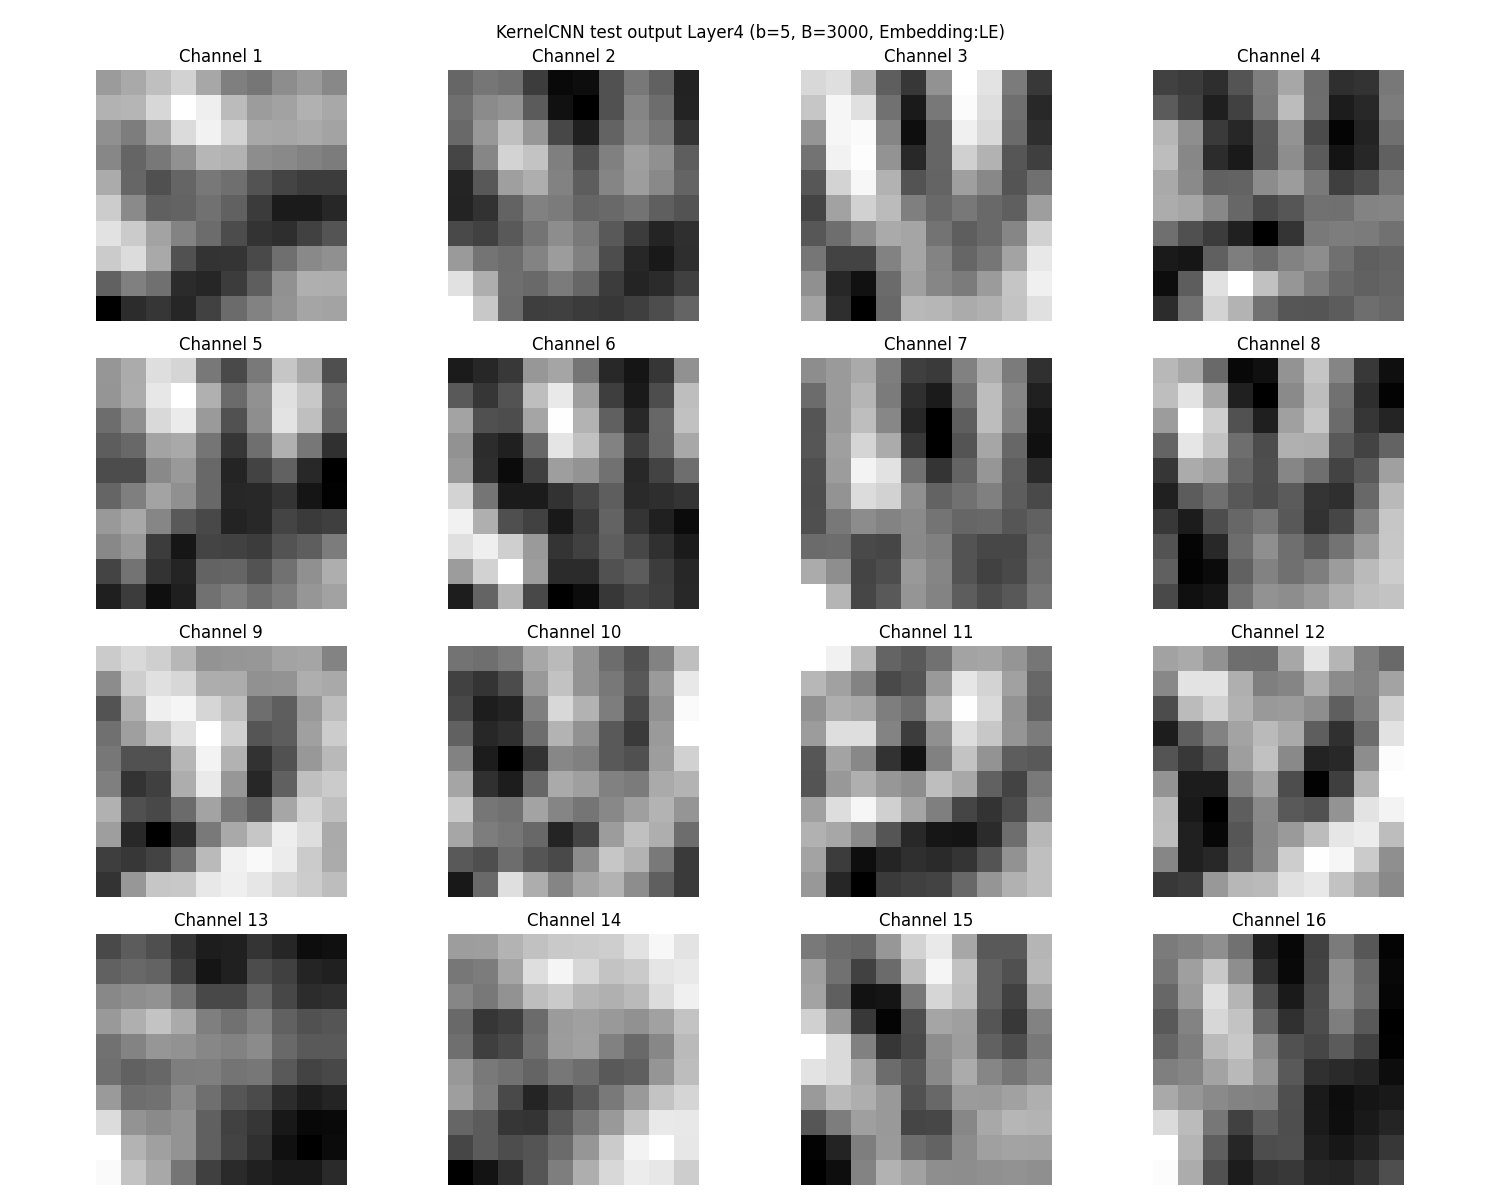 KernelCNN test output Layer4 (b=5, B=3000, Embedding:LE)
Channel 1 Channel 2 Channel 3 Channel 4
Channel 5 Channel 6 Channel 7 Channel 8
Channel 9 Channel 10 Channel 11 Channel 12
Channel 13 Channel 14 Channel 15 Channel 16